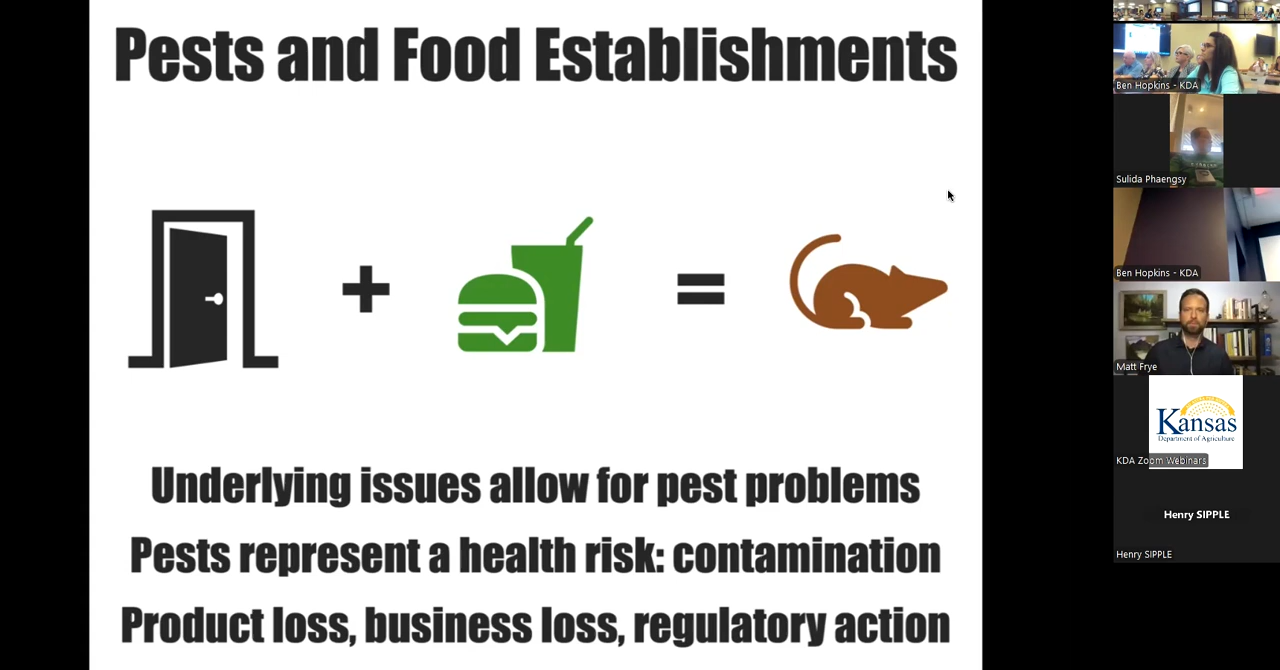 Pests and Food Establishments
+
=
Underlying issues allow for pest problems
Pests represent a health risk: contamination
Product loss, business loss, regulatory action
Ben Hopkins - KDA
Sulida Phaengsy
Ben Hopkins - KDA
Matt Frye
Kansas
Department of Agriculture
KDA Zoom Webinars
Henry SIPPLE
Henry SIPPLE